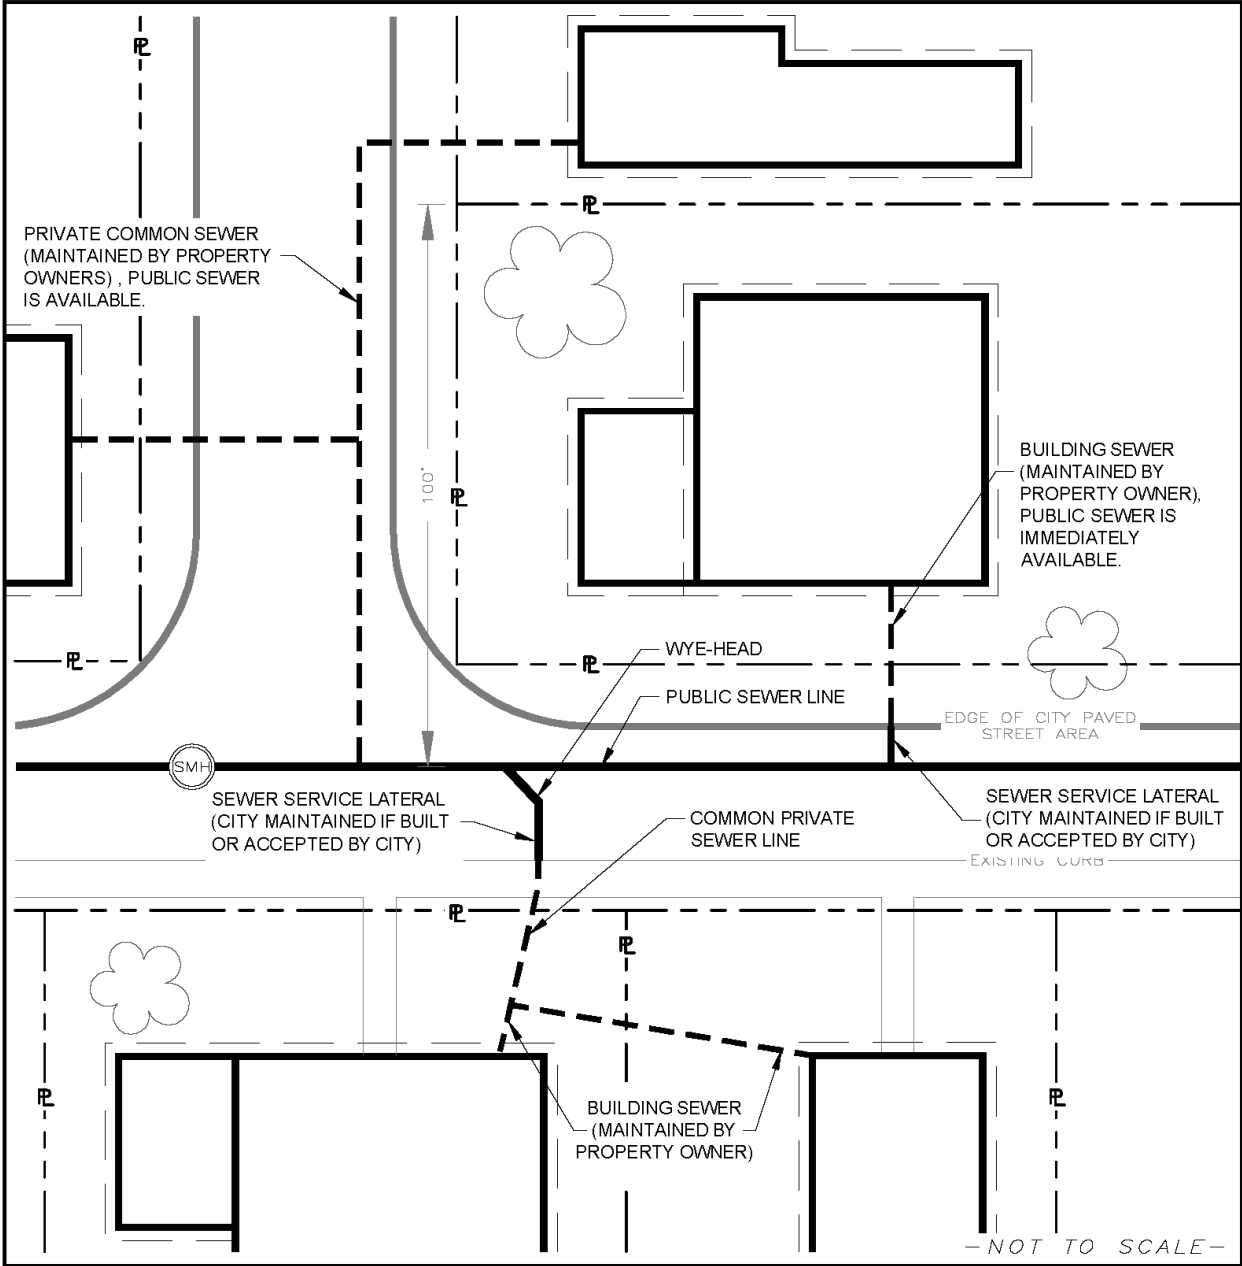 PL
PL
PRIVATE COMMON SEWER
(MAINTAINED BY PROPERTY
OWNERS) , PUBLIC SEWER
IS AVAILABLE.
100'
PL
BUILDING SEWER
(MAINTAINED BY
PROPERTY OWNER),
PUBLIC SEWER IS
IMMEDIATELY
AVAILABLE.
PL
PL
WYE-HEAD
PUBLIC SEWER LINE
EDGE OF CITY PAVED
STREET AREA
SMH
SEWER SERVICE LATERAL
(CITY MAINTAINED IF BUILT
OR ACCEPTED BY CITY)
COMMON PRIVATE
SEWER LINE
SEWER SERVICE LATERAL
(CITY MAINTAINED IF BUILT
OR ACCEPTED BY CITY)
EXISTING CURB
PL
PL
PL
PL
BUILDING SEWER
(MAINTAINED BY
PROPERTY OWNER)
-NOT TO SCALE-